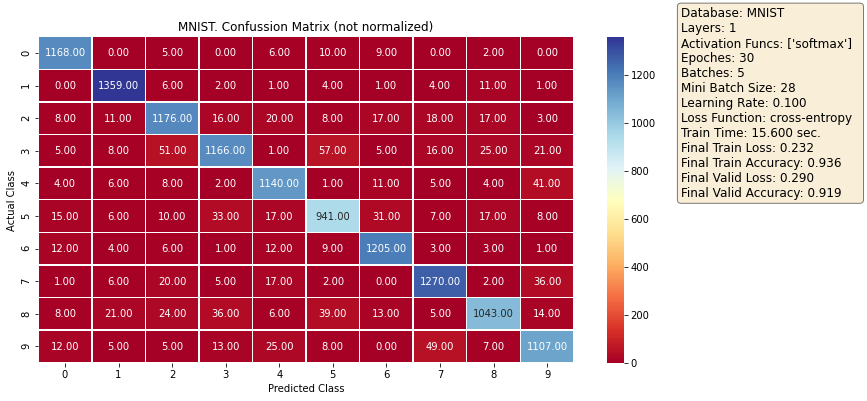 MNIST. Confussion Matrix (not normalized)
Database: MNIST
Layers: 1
Activation Funcs: ['softmax']
Epoches: 30
Batches: 5
Mini Batch Size: 28
Learning Rate: 0.100
Loss Function: cross-entropy
Train Time: 15.600 sec.
Final Train Loss: 0.232
Final Train Accuracy: 0.936
Final Valid Loss: 0.290
Final Valid Accuracy: 0.919
Actual Class
0 1168.00 0.00 5.00 0.00 6.00 10.00 9.00 0.00 2.00 0.00
1 0.00 1359.00 6.00 2.00 1.00 4.00 1.00 4.00 11.00 1.00
2 8.00 11.00 1176.00 16.00 20.00 8.00 17.00 18.00 17.00 3.00
3 5.00 8.00 51.00 1166.00 1.00 57.00 5.00 16.00 25.00 21.00
4 4.00 6.00 8.00 2.00 1140.00 1.00 11.00 5.00 4.00 41.00
5 15.00 6.00 10.00 33.00 17.00 941.00 31.00 7.00 17.00 8.00
6 12.00 4.00 6.00 1.00 12.00 9.00 1205.00 3.00 3.00 1.00
7 1.00 6.00 20.00 5.00 17.00 2.00 0.00 1270.00 2.00 36.00
8 8.00 21.00 24.00 36.00 6.00 39.00 13.00 5.00 1043.00 14.00
9 12.00 5.00 5.00 13.00 25.00 8.00 0.00 49.00 7.00 1107.00
0 1 2 3 4 5 6 7 8 9
Predicted Class
1200
1000
800
600
400
200
0